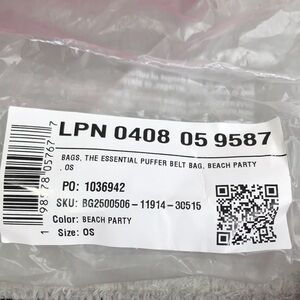 LPN 0408 05 9587
BAGS, THE ESSENTIAL PUFFER BELT BAG, BEACH PARTY
, OS
PO: 1036942
SKU: BG2500506-11914-30515
Color: BEACH PARTY
Size: OS
1 98178 05767 7